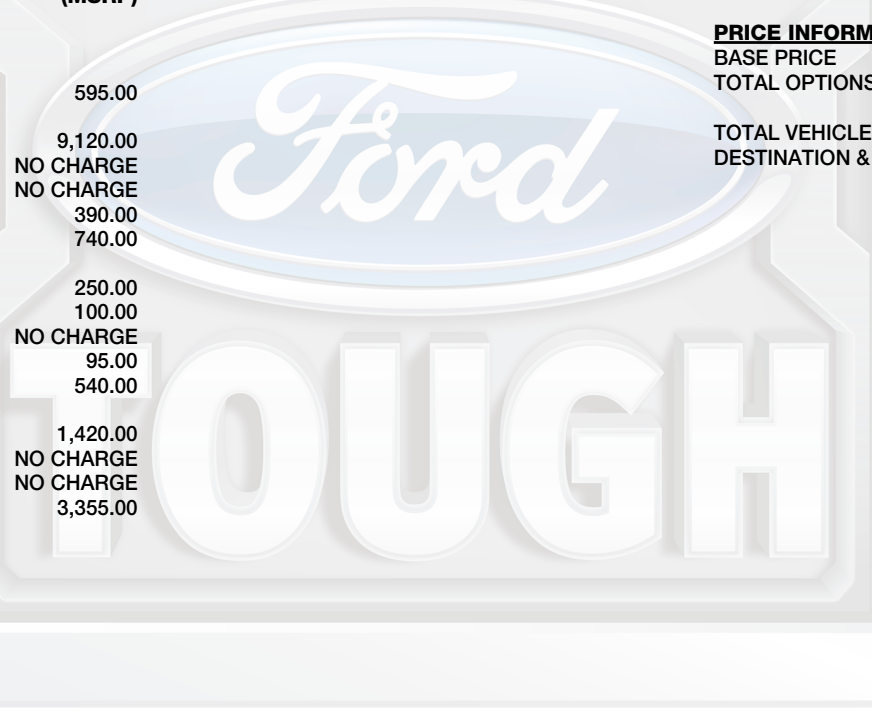 (MSRP)
595.00
9,120.00
NO CHARGE
NO CHARGE
390.00
740.00
250.00
100.00
NO CHARGE
95.00
540.00
1,420.00
NO CHARGE
NO CHARGE
3,355.00
PRICE INFORM
BASE PRICE
TOTAL OPTIONS
TOTAL VEHICLE
DESTINATION &
Ford
TOUGH